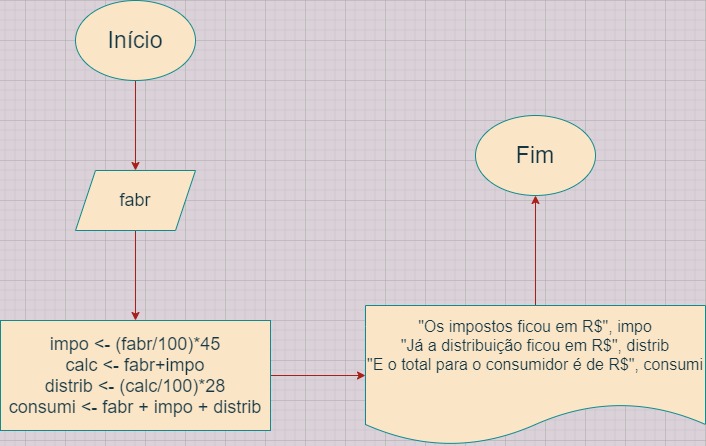 Início
fabr
impo <- (fabr/100)*45
calc <- fabr+impo
distrib <- (calc/100)*28
consumi <- fabr + impo + distrib
"Os impostos ficou em R$", impo
"Já a distribuição ficou em R$", distrib
"E o total para o consumidor é de R$", consumi
Fim